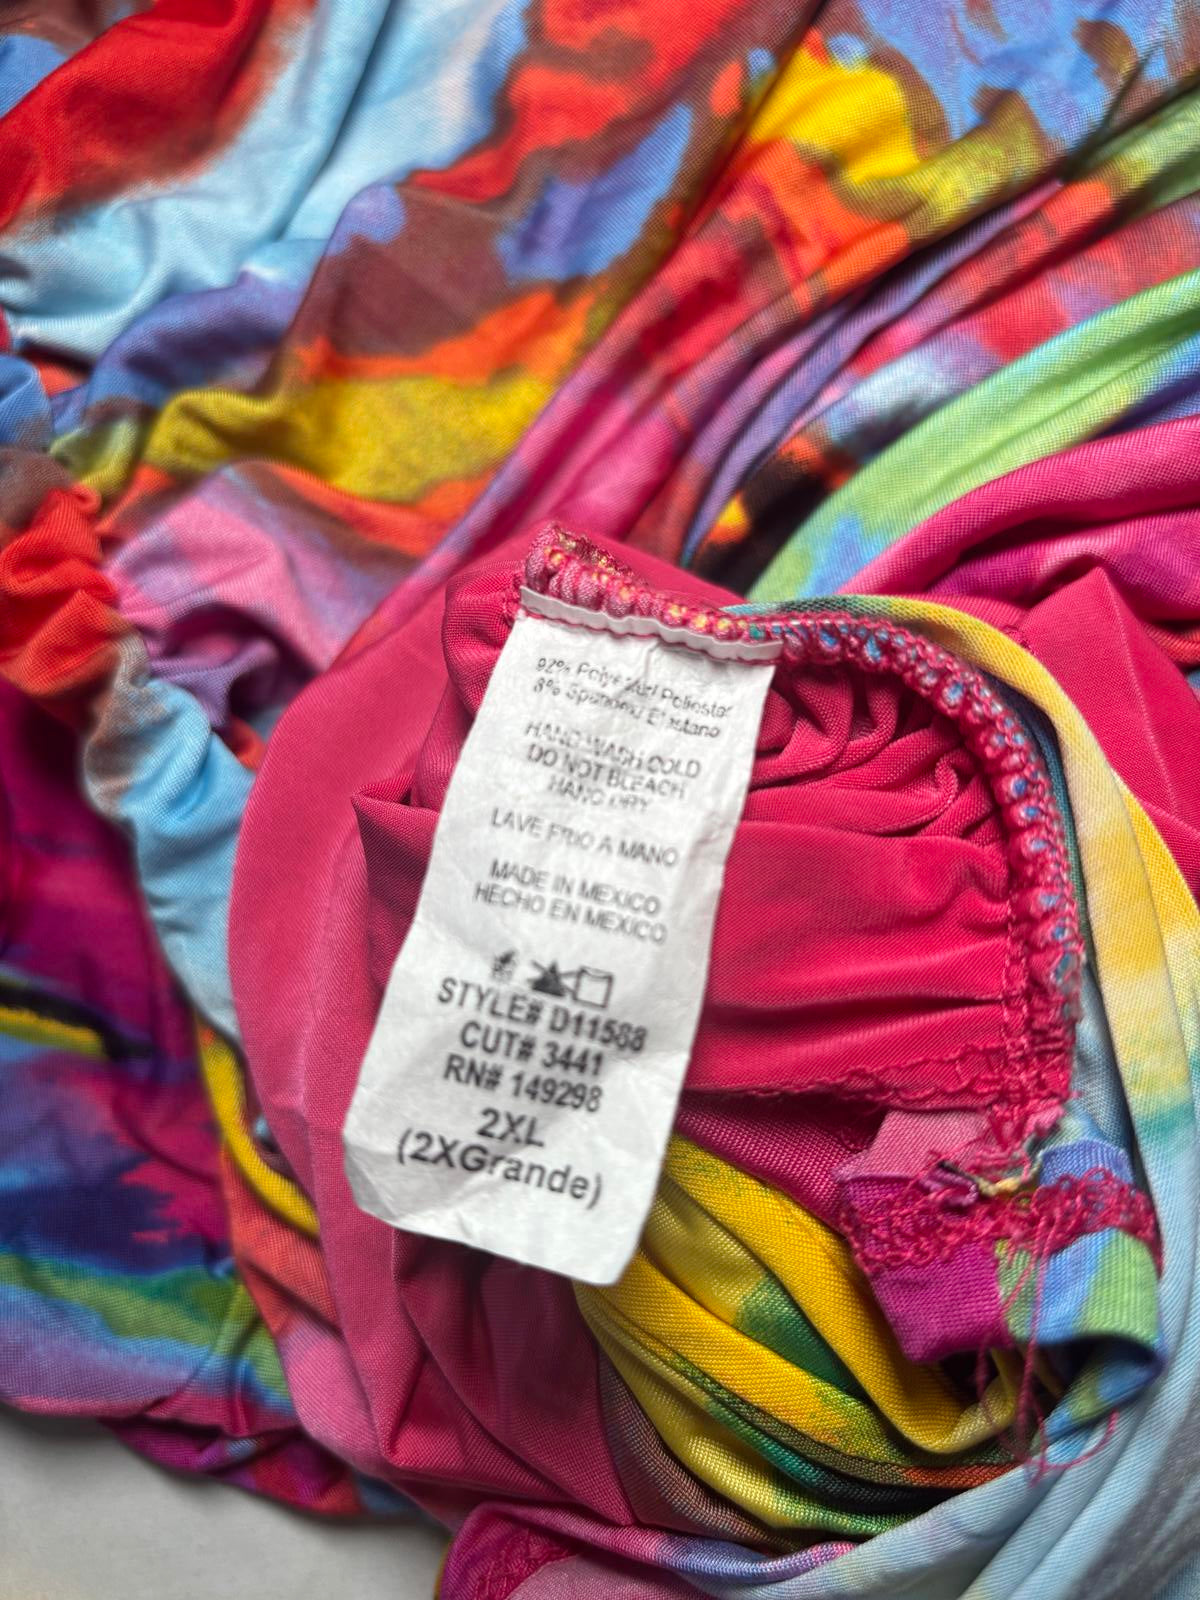 92% Polyester/Poliester
8% Spandex/Elastano
HAND WASH COLD
DO NOT BLEACH
HANG DRY
LAVE FRIO A MANO
MADE IN MEXICO
HECHO EN MEXICO
STYLE# D11588
CUT# 3441
RN# 149298
2XL
(2XGrande)